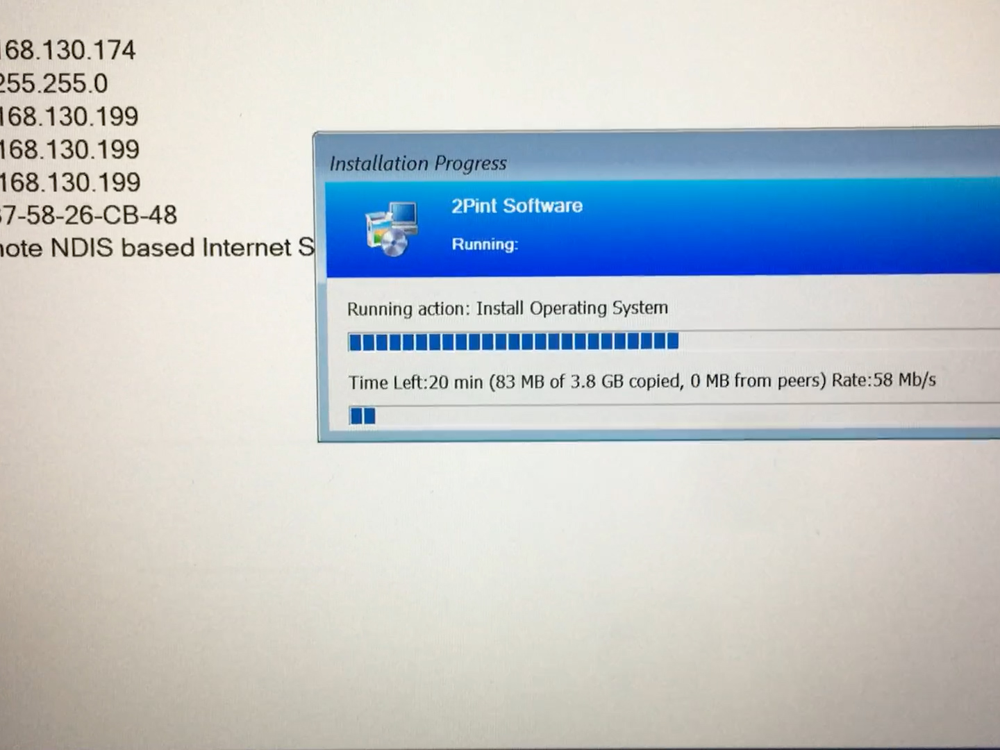 168.130.174
255.255.0
168.130.199
168.130.199
168.130.199
7-58-26-CB-48
note NDIS based Internet S
Installation Progress
2Pint Software
Running:
Running action: Install Operating System
Time Left:20 min (83 MB of 3.8 GB copied, 0 MB from peers) Rate:58 Mb/s